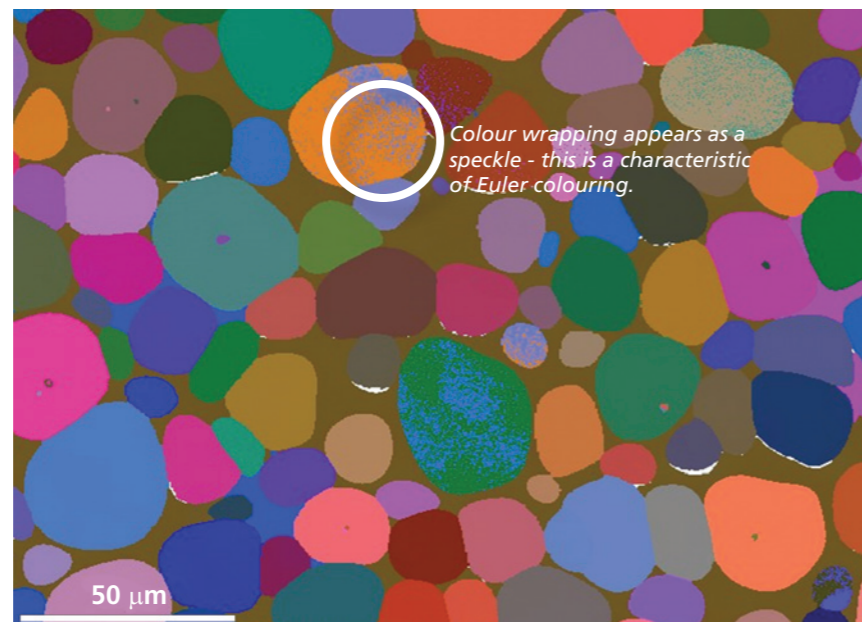 Colour wrapping appears as a
speckle - this is a characteristic
of Euler colouring.
50 μm